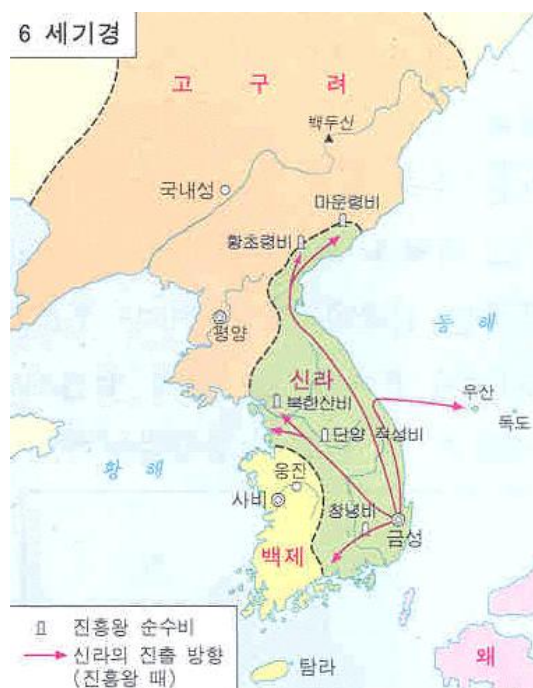 6 세기경
고 구 려
백두산
국내성
마운령비
황초령비
평양
동 해
신라
우산
북한산비
독도
단양 적성비
황 해
웅진
사비
창녕비
금성
백제
진흥왕 순수비
신라의 진출 방향
(진흥왕 때)
탐라
왜